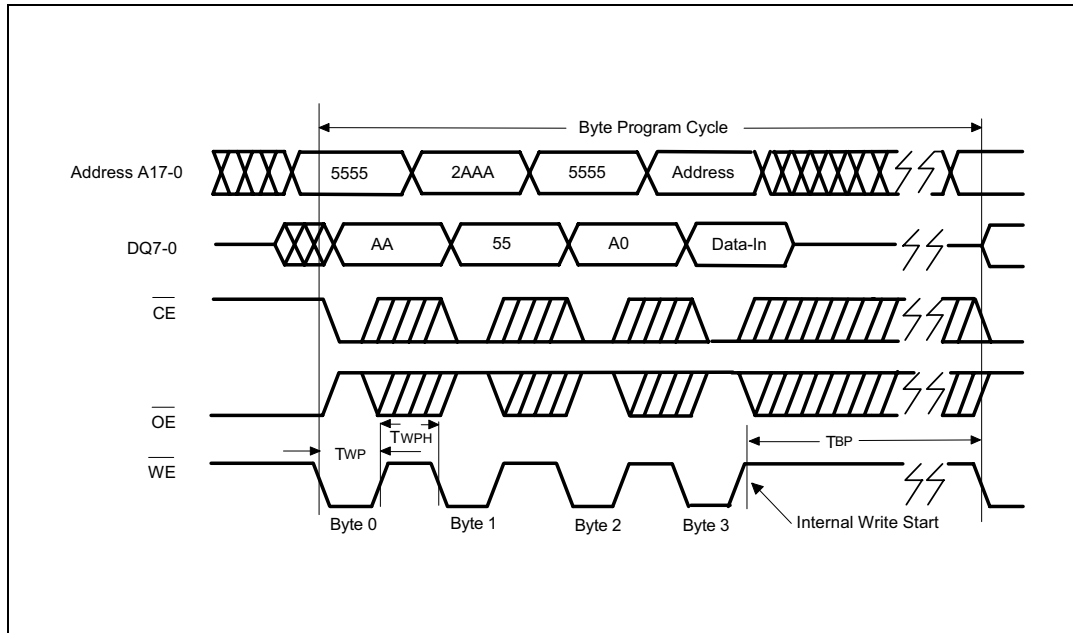 Byte Program Cycle
Address A17-0
5555
2AAA
5555
Address
DQ7-0
AA
55
A0
Data-In
CE
OE
TWP
TWPH
TBP
WE
Byte 0
Byte 1
Byte 2
Byte 3
Internal Write Start